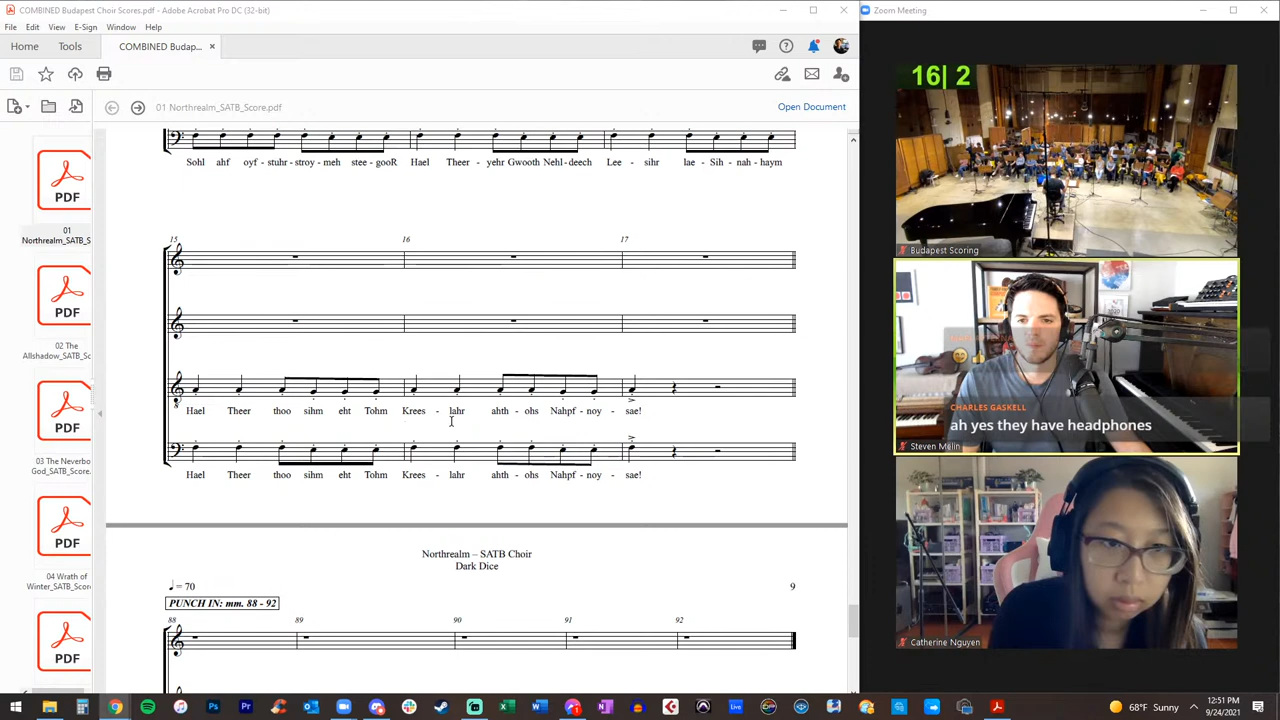 COMBINED Budapest Choir Scores.pdf - Adobe Acrobat Pro DC (32-bit)
File Edit View E-Sign Window Help
Home Tools COMBINED Budap...
01 Northrealm_SATB_Score.pdf
Open Document
PDF
01
Northrealm_SATB_S
PDF
02 The
Allshadow_SATB_Sc
PDF
03 The Neverbo
God_SATB_Score
PDF
04 Wrath of
Winter_SATB_Sc
PDF
Sohl ahf oyf - stuhr - stroy - meh stee - gooR Hael Theer - yehr Gwooth Nehl - deech Lee - sihr lae - Sih - nah - haym
15 16 17
Hael Theer thoo sihm eht Tohm Krees - lahr ahth - ohs Nahpf - noy - sae!
Hael Theer thoo sihm eht Tohm Krees - lahr ahth - ohs Nahpf - noy - sae!
Northrealm – SATB Choir
Dark Dice
♩ = 70
9
PUNCH IN: mm. 88 - 92
88 89 90 91 92
Zoom Meeting
16| 2
Budapest Scoring
CHARLES GASKELL
ah yes they have headphones
Steven Melin
Catherine Nguyen
68°F Sunny
12:51 PM
9/24/2021